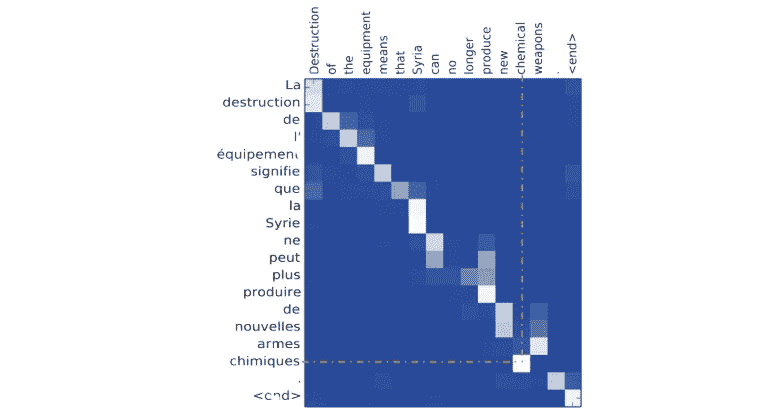 Destruction
of
the
equipment
means
that
Syria
can
no
longer
produce
new
chemical
weapons
.
<end>
La
destruction
de
l'
équipement
signifie
que
la
Syrie
ne
peut
plus
produire
de
nouvelles
armes
chimiques
.
<end>